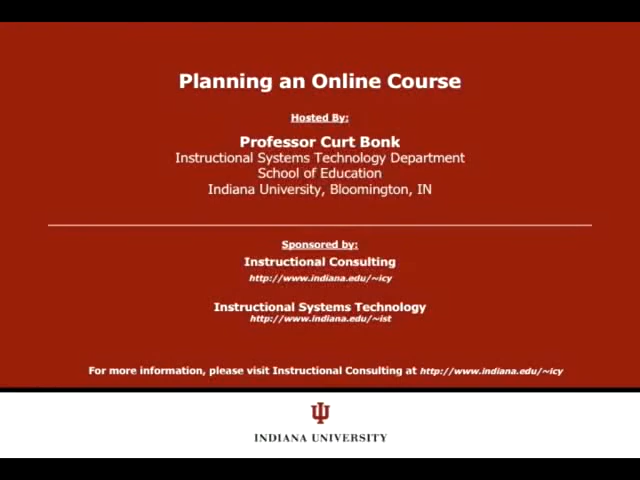 Planning an Online Course
Hosted By:
Professor Curt Bonk
Instructional Systems Technology Department
School of Education
Indiana University, Bloomington, IN
Sponsored by:
Instructional Consulting
http://www.indiana.edu/~icy
Instructional Systems Technology
http://www.indiana.edu/~ist
For more information, please visit Instructional Consulting at http://www.indiana.edu/~icy
INDIANA UNIVERSITY